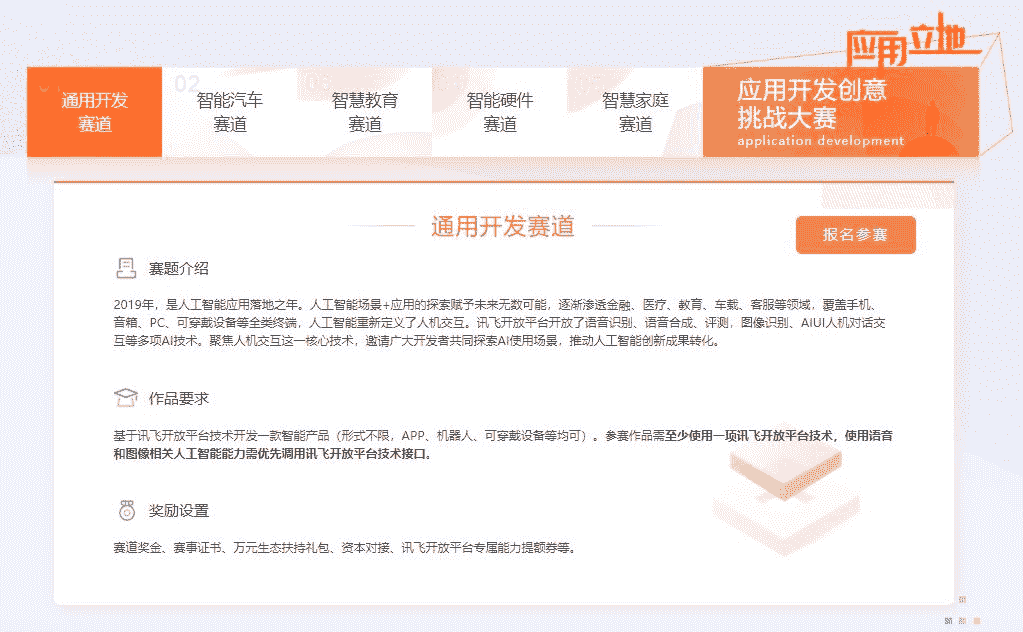 应用立地
通用开发
赛道
02
智能汽车
赛道
03
智慧教育
赛道
智能硬件
赛道
智慧家庭
赛道
应用开发创意
挑战大赛
application development
通用开发赛道
报名参赛
赛题介绍
2019年，是人工智能应用落地之年。人工智能场景+应用的探索赋予未来无数可能，逐渐渗透金融、医疗、教育、车载、客服等领域，覆盖手机、
音箱、PC、可穿戴设备等全类终端，人工智能重新定义了人机交互。讯飞开放平台开放了语音识别、语音合成、评测，图像识别、AIUI人机对话交
互等多项AI技术。聚焦人机交互这一核心技术，邀请广大开发者共同探索AI使用场景，推动人工智能创新成果转化。
作品要求
基于讯飞开放平台技术开发一款智能产品（形式不限，APP、机器人、可穿戴设备等均可）。参赛作品需至少使用一项讯飞开放平台技术，使用语音
和图像相关人工智能能力需优先调用讯飞开放平台技术接口。
奖励设置
赛道奖金、赛事证书、万元生态扶持礼包、资本对接、讯飞开放平台专属能力提额券等。